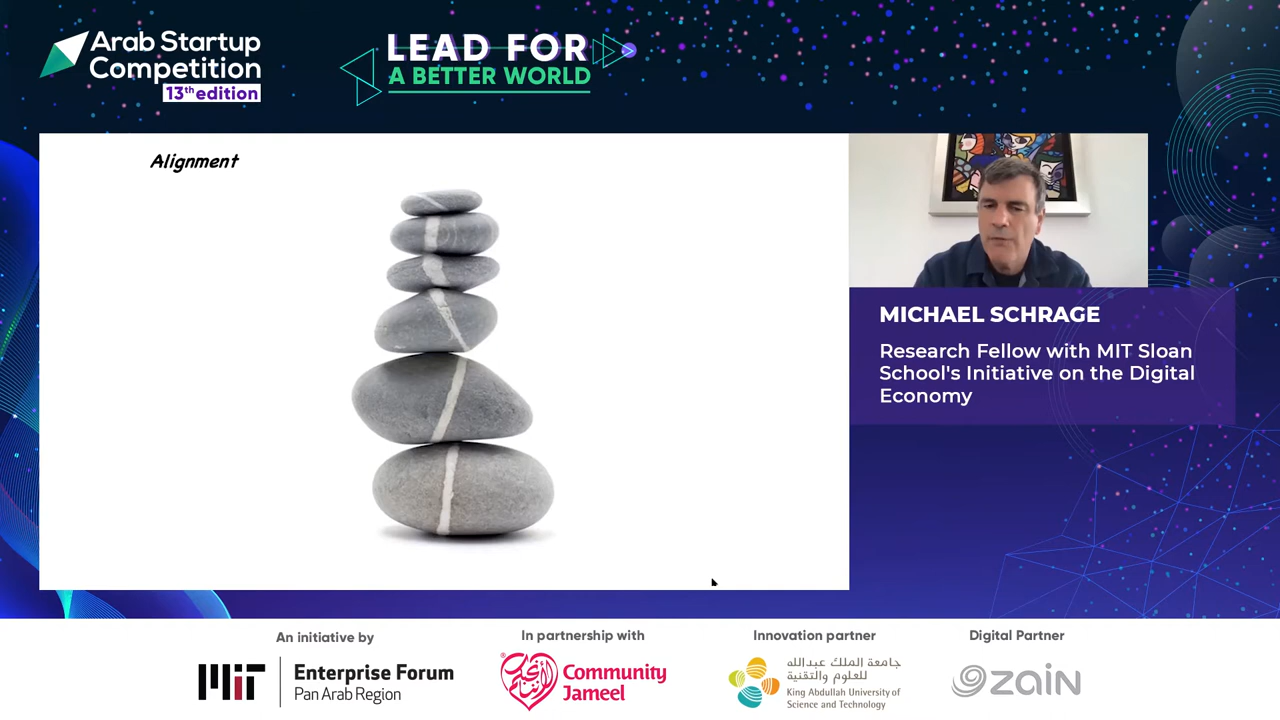 Arab Startup
Competition
13th edition
LEAD FOR
A BETTER WORLD
Alignment
MICHAEL SCHRAGE
Research Fellow with MIT Sloan
School's Initiative on the Digital
Economy
An initiative by
MIT
Enterprise Forum
Pan Arab Region
In partnership with
Community
Jameel
Innovation partner
جامعة الملك عبدالله
للعلوم والتقنية
King Abdullah University of
Science and Technology
Digital Partner
zain